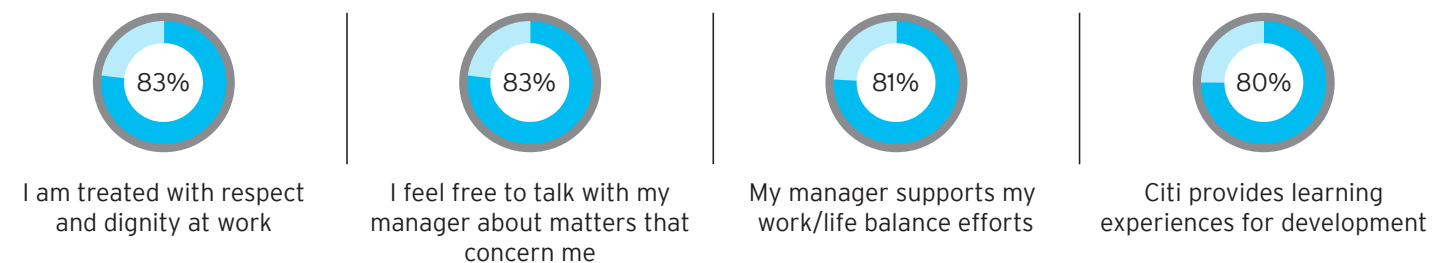 83%
I am treated with respect
and dignity at work
83%
I feel free to talk with my
manager about matters that
concern me
81%
My manager supports my
work/life balance efforts
80%
Citi provides learning
experiences for development